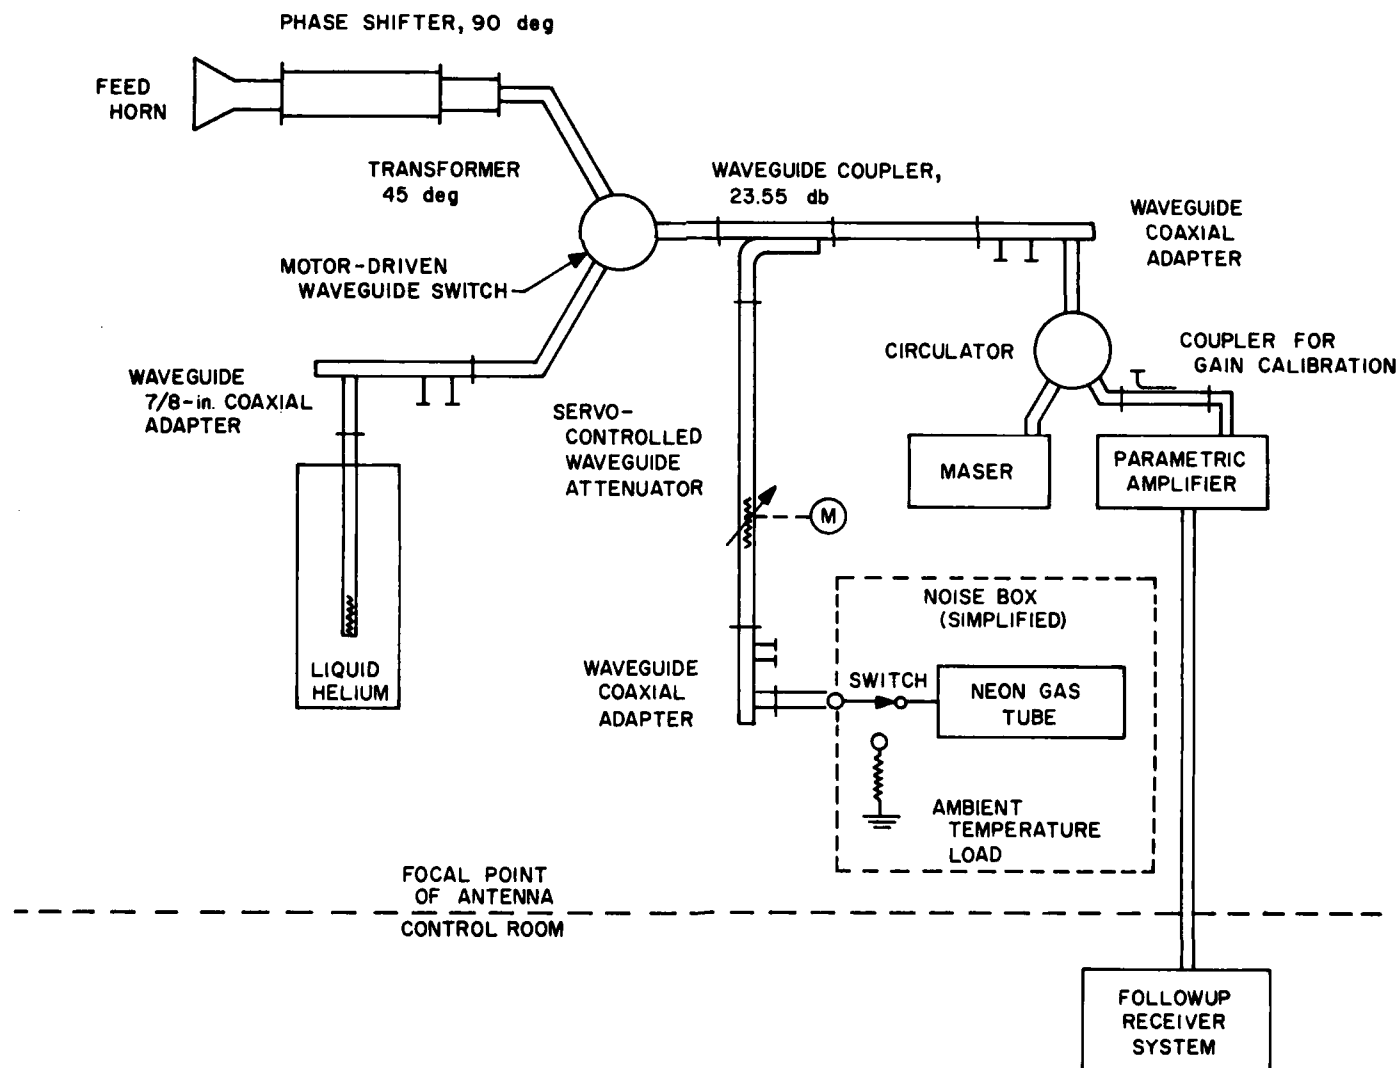 PHASE SHIFTER, 90 deg
FEED
HORN
TRANSFORMER
45 deg
WAVEGUIDE COUPLER,
23.55 db
WAVEGUIDE
COAXIAL
ADAPTER
MOTOR-DRIVEN
WAVEGUIDE SWITCH
CIRCULATOR
COUPLER FOR
GAIN CALIBRATION
WAVEGUIDE
7/8-in. COAXIAL
ADAPTER
SERVO-
CONTROLLED
WAVEGUIDE
ATTENUATOR
MASER
PARAMETRIC
AMPLIFIER
M
NOISE BOX
(SIMPLIFIED)
LIQUID
HELIUM
WAVEGUIDE
COAXIAL
ADAPTER
SWITCH
NEON GAS
TUBE
AMBIENT
TEMPERATURE
LOAD
FOCAL POINT
OF ANTENNA
CONTROL ROOM
FOLLOWUP
RECEIVER
SYSTEM